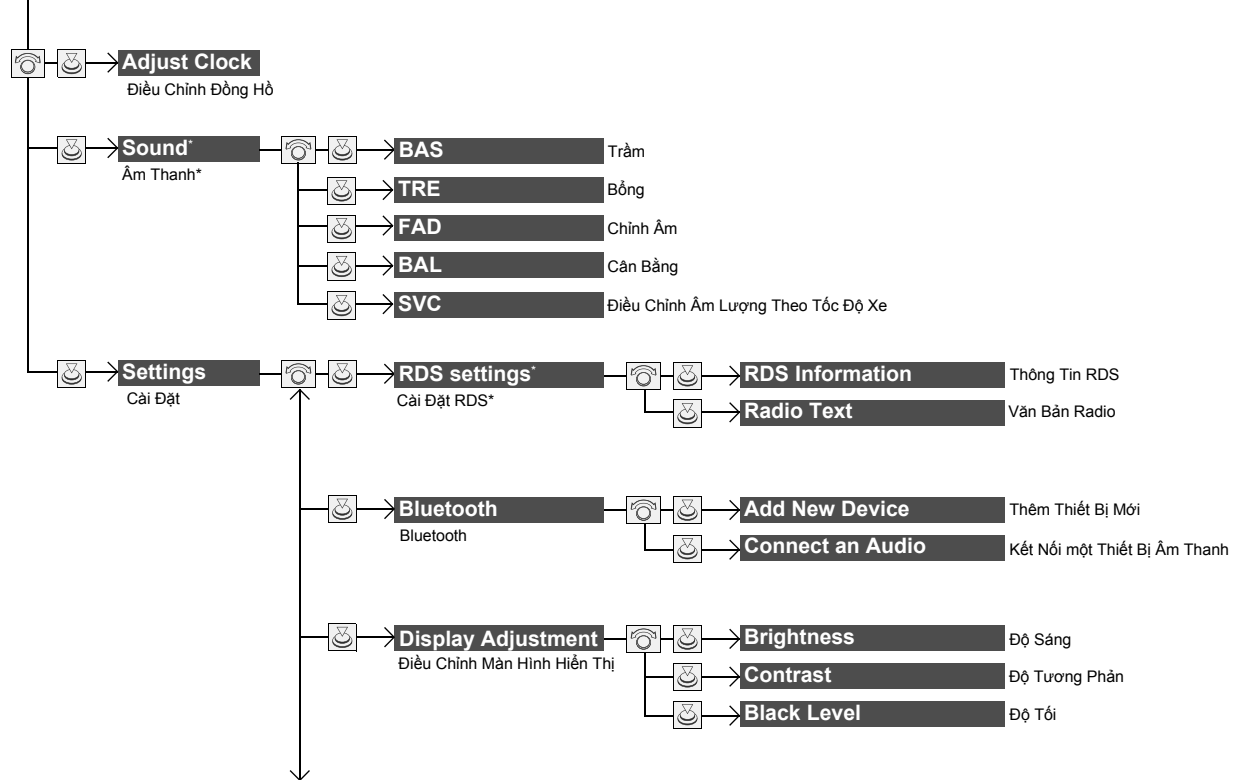 Adjust Clock
Điều Chỉnh Đồng Hồ
Sound*
Âm Thanh*
BAS
Trầm
TRE
Bổng
FAD
Chỉnh Âm
BAL
Cân Bằng
SVC
Điều Chỉnh Âm Lượng Theo Tốc Độ Xe
Settings
Cài Đặt
RDS settings*
Cài Đặt RDS*
RDS Information
Thông Tin RDS
Radio Text
Văn Bản Radio
Bluetooth
Bluetooth
Add New Device
Thêm Thiết Bị Mới
Connect an Audio
Kết Nối một Thiết Bị Âm Thanh
Display Adjustment
Điều Chỉnh Màn Hình Hiển Thị
Brightness
Độ Sáng
Contrast
Độ Tương Phản
Black Level
Độ Tối